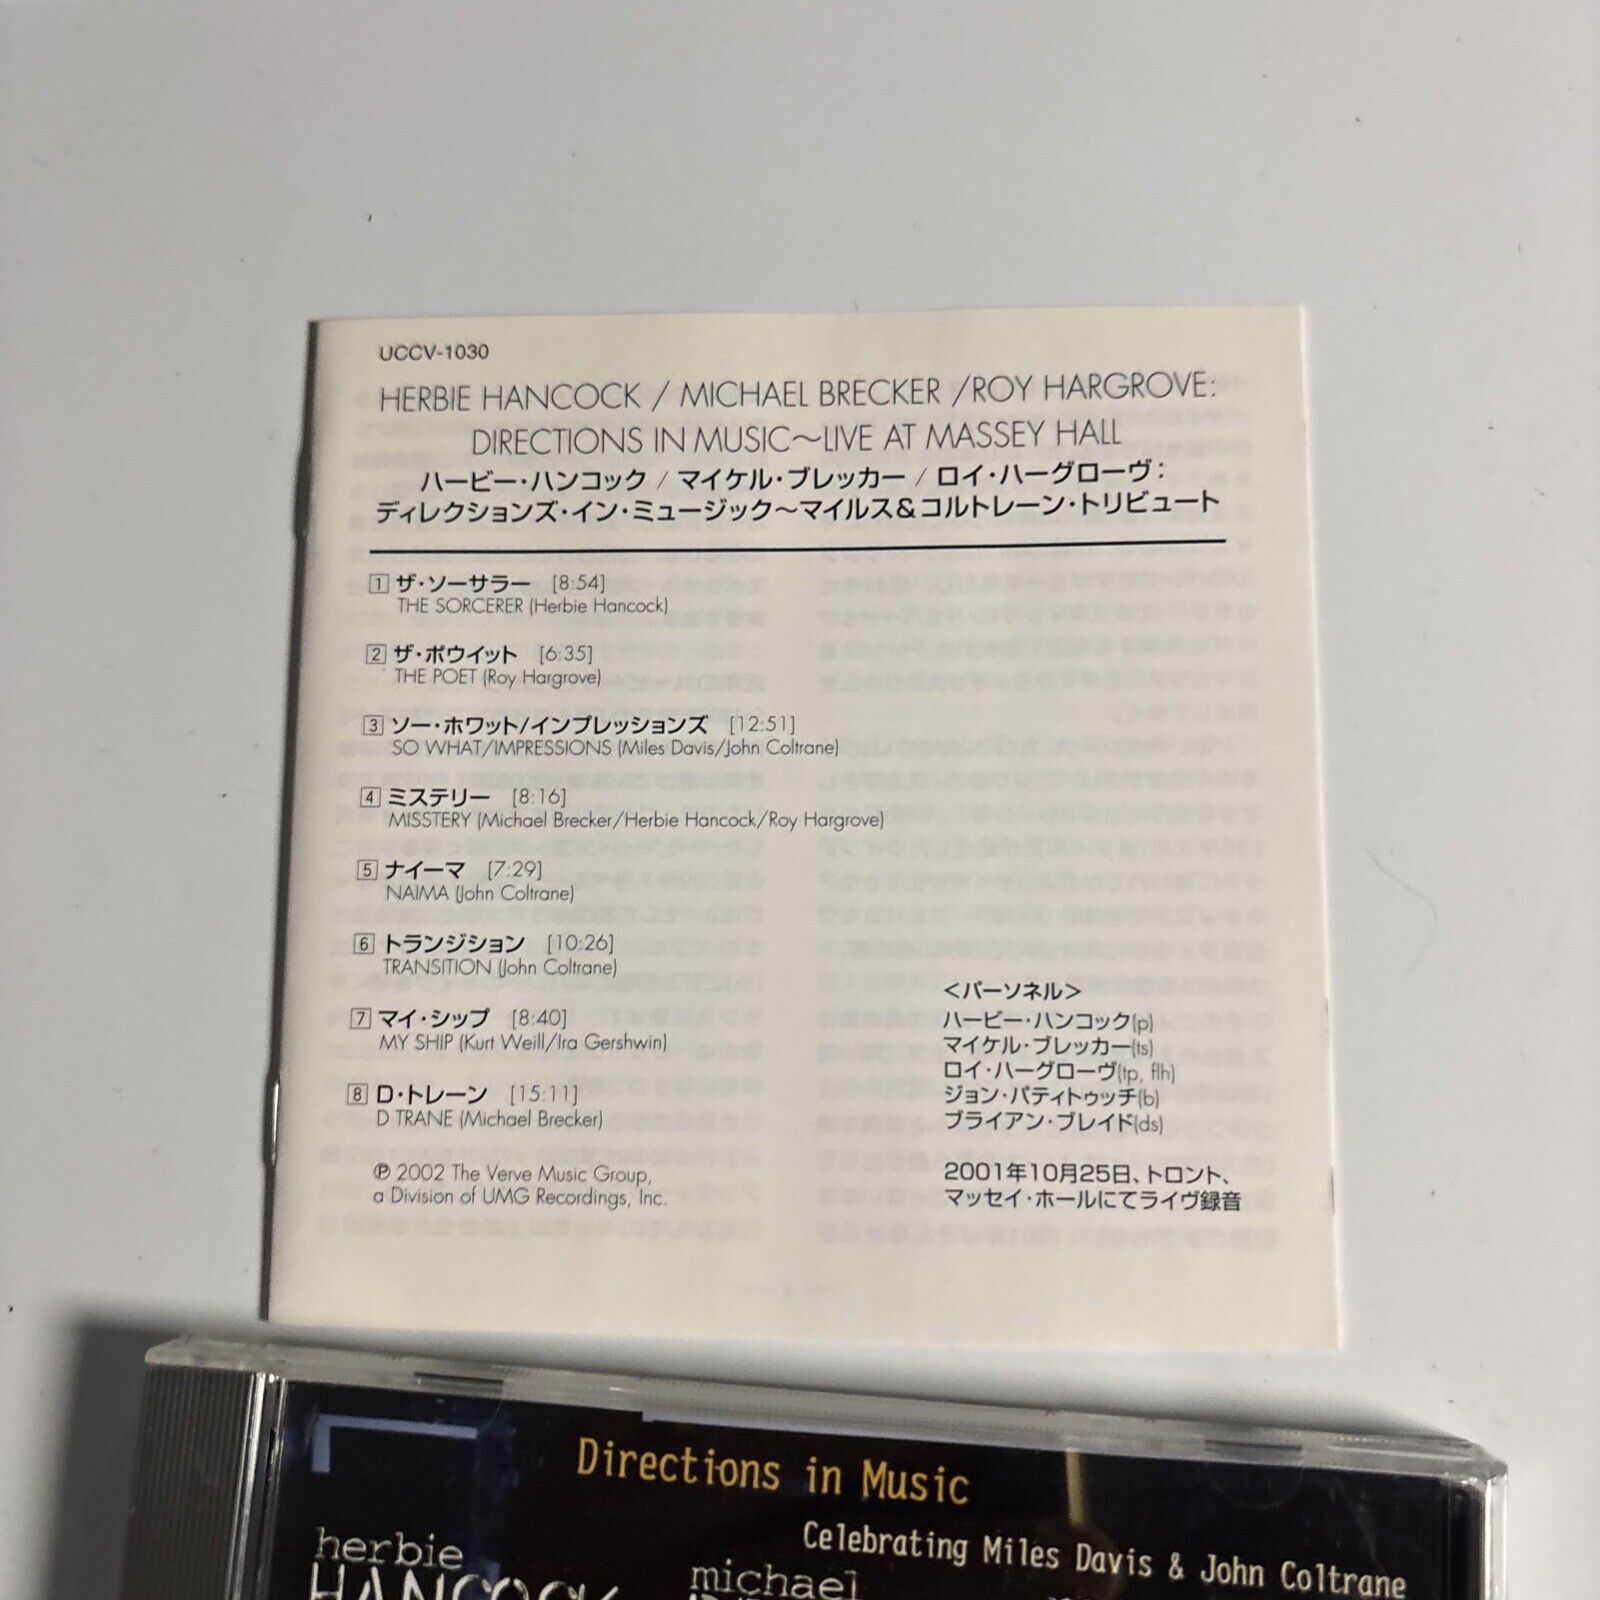 UCCV-1030
HERBIE HANCOCK / MICHAEL BRECKER /ROY HARGROVE:
DIRECTIONS IN MUSIC〜LIVE AT MASSEY HALL
ハービー・ハンコック / マイケル・ブレッカー / ロイ・ハーグローヴ:
ディレクションズ・イン・ミュージック〜マイルス&コルトレーン・トリビュート
1 ザ・ソーサラー [8:54]
THE SORCERER (Herbie Hancock)
2 ザ・ポウイット [6:35]
THE POET (Roy Hargrove)
3 ソー・ホワット/インプレッションズ [12:51]
SO WHAT/IMPRESSIONS (Miles Davis/John Coltrane)
4 ミステリー [8:16]
MISSTERY (Michael Brecker/Herbie Hancock/Roy Hargrove)
5 ナイーマ [7:29]
NAIMA (John Coltrane)
6 トランジション [10:26]
TRANSITION (John Coltrane)
7 マイ・シップ [8:40]
MY SHIP (Kurt Weill/Ira Gershwin)
8 D・トレーン [15:11]
D TRANE (Michael Brecker)
℗ 2002 The Verve Music Group,
a Division of UMG Recordings, Inc.
<パーソネル>
ハービー・ハンコック(p)
マイケル・ブレッカー(ts)
ロイ・ハーグローヴ(tp, flh)
ジョン・パティトゥッチ(b)
ブライアン・ブレイド(ds)
2001年10月25日、トロント、
マッセイ・ホールにてライヴ録音
Directions in Music
Celebrating Miles Davis & John Coltrane
herbie
HANCOCK
michael